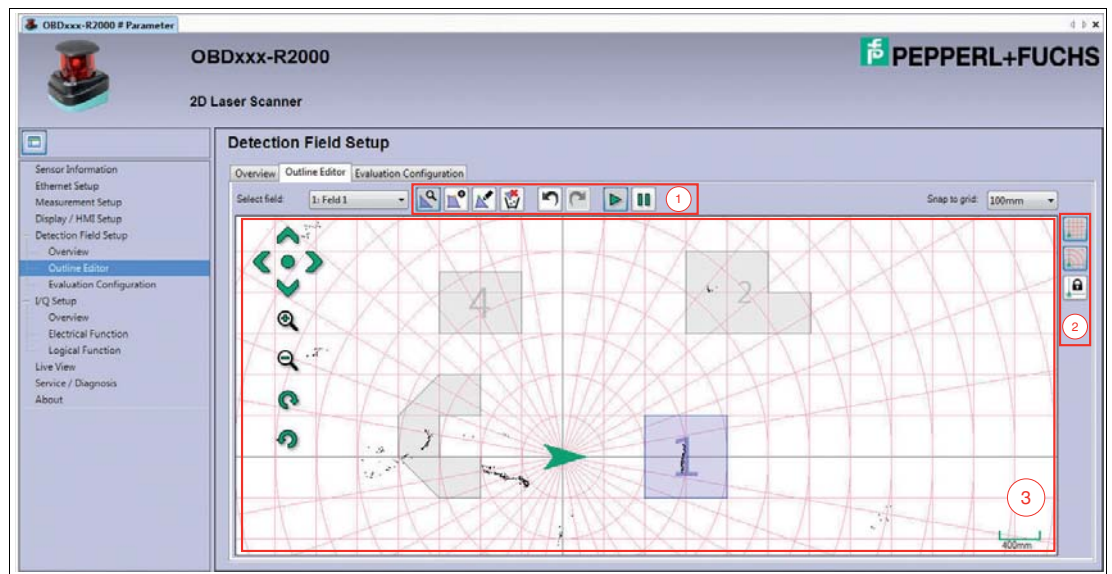 OBDxxx-R2000 # Parameter
OBDxxx-R2000
PEPPERL+FUCHS
2D Laser Scanner
Detection Field Setup
Sensor Information
Ethernet Setup
Measurement Setup
Display / HMI Setup
Detection Field Setup
Overview
Outline Editor
Evaluation Configuration
I/Q Setup
Overview
Electrical Function
Logical Function
Live View
Service / Diagnosis
About
Overview Outline Editor Evaluation Configuration
Select field: 1: Feld 1 1 Snap to grid: 100mm
4 2
2
1
3
400mm